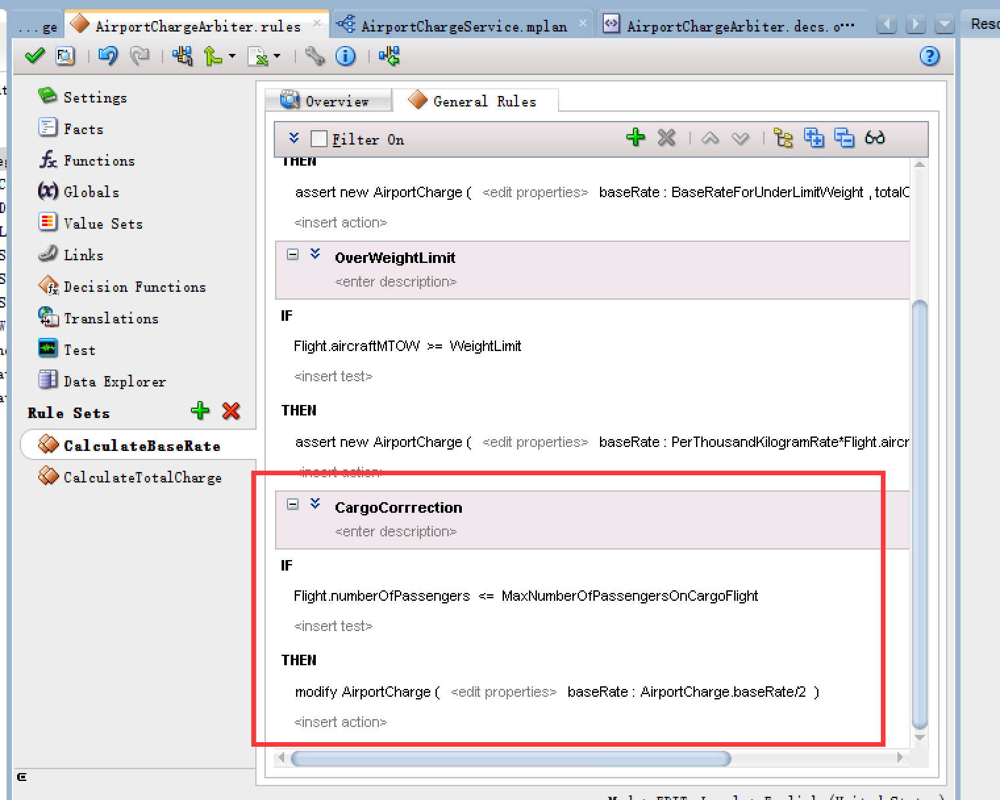 ...ge AirportChargeArbiter.rules AirportChargeService.mplan AirportChargeArbiter.decs.o...
Settings
Facts
Functions
Globals
Value Sets
Links
Decision Functions
Translations
Test
Data Explorer
Rule Sets
CalculateBaseRate
CalculateTotalCharge
Overview General Rules
Filter On
THEN
assert new AirportCharge ( <edit properties> baseRate : BaseRateForUnderLimitWeight , totalC
<insert action>
OverWeightLimit
<enter description>
IF
Flight.aircraftMTOW >= WeightLimit
<insert test>
THEN
assert new AirportCharge ( <edit properties> baseRate : PerThousandKilogramRate*Flight.aircr
<insert action>
CargoCorrrection
<enter description>
IF
Flight.numberOfPassengers <= MaxNumberOfPassengersOnCargoFlight
<insert test>
THEN
modify AirportCharge ( <edit properties> baseRate : AirportCharge.baseRate/2 )
<insert action>